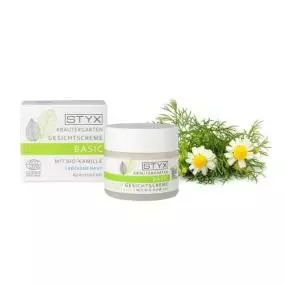 STYX
KRÄUTERGARTEN
GESICHTSCREME
BASIC
MIT BIO-KAMILLE
STYX
KRÄUTERGARTEN
BASIC
GESICHTSCREME